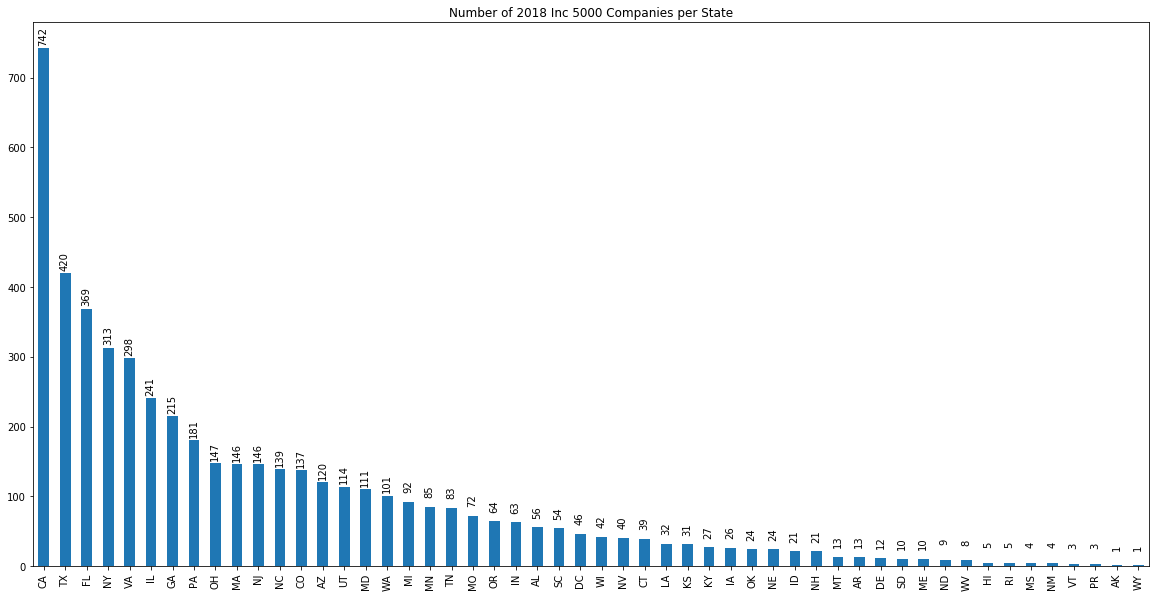 Number of 2018 Inc 5000 Companies per State
700
600
500
400
300
200
100
0
742
420
369
313
298
241
215
181
147
146
146
139
137
120
114
111
101
92
85
83
72
64
63
56
54
46
42
40
39
32
31
27
26
24
24
21
21
13
13
12
10
10
9
8
5
5
4
4
3
3
1
1
CA
TX
FL
NY
VA
IL
GA
PA
OH
MA
NJ
NC
CO
AZ
UT
MD
WA
MI
MN
TN
MO
OR
IN
AL
SC
DC
WI
NV
CT
LA
KS
KY
IA
OK
NE
ID
NH
MT
AR
DE
SD
ME
ND
WV
HI
RI
MS
NM
VT
PR
AK
WY